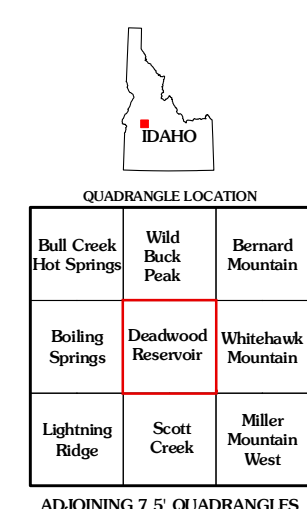 IDAHO
QUADRANGLE LOCATION
Bull Creek Hot Springs
Wild Buck Peak
Bernard Mountain
Boiling Springs
Deadwood Reservoir
Whitehawk Mountain
Lightning Ridge
Scott Creek
Miller Mountain West
ADJOINING 7.5' QUADRANGLES